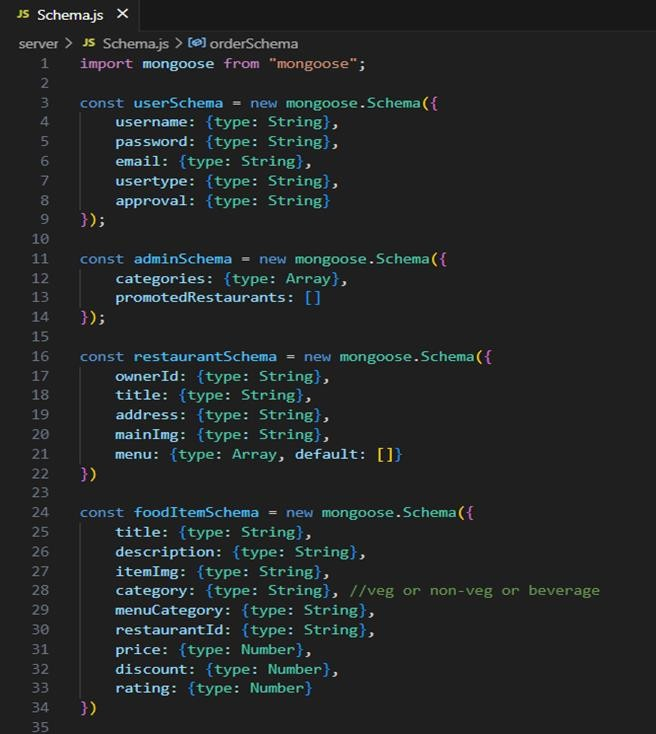 JS Schema.js ✕
server > JS Schema.js > orderSchema
1 import mongoose from "mongoose";
2
3 const userSchema = new mongoose.Schema({
4 username: {type: String},
5 password: {type: String},
6 email: {type: String},
7 usertype: {type: String},
8 approval: {type: String}
9 });
10
11 const adminSchema = new mongoose.Schema({
12 categories: {type: Array},
13 promotedRestaurants: []
14 });
15
16 const restaurantSchema = new mongoose.Schema({
17 ownerId: {type: String},
18 title: {type: String},
19 address: {type: String},
20 mainImg: {type: String},
21 menu: {type: Array, default: []}
22 })
23
24 const foodItemSchema = new mongoose.Schema({
25 title: {type: String},
26 description: {type: String},
27 itemImg: {type: String},
28 category: {type: String}, //veg or non-veg or beverage
29 menuCategory: {type: String},
30 restaurantId: {type: String},
31 price: {type: Number},
32 discount: {type: Number},
33 rating: {type: Number}
34 })
35